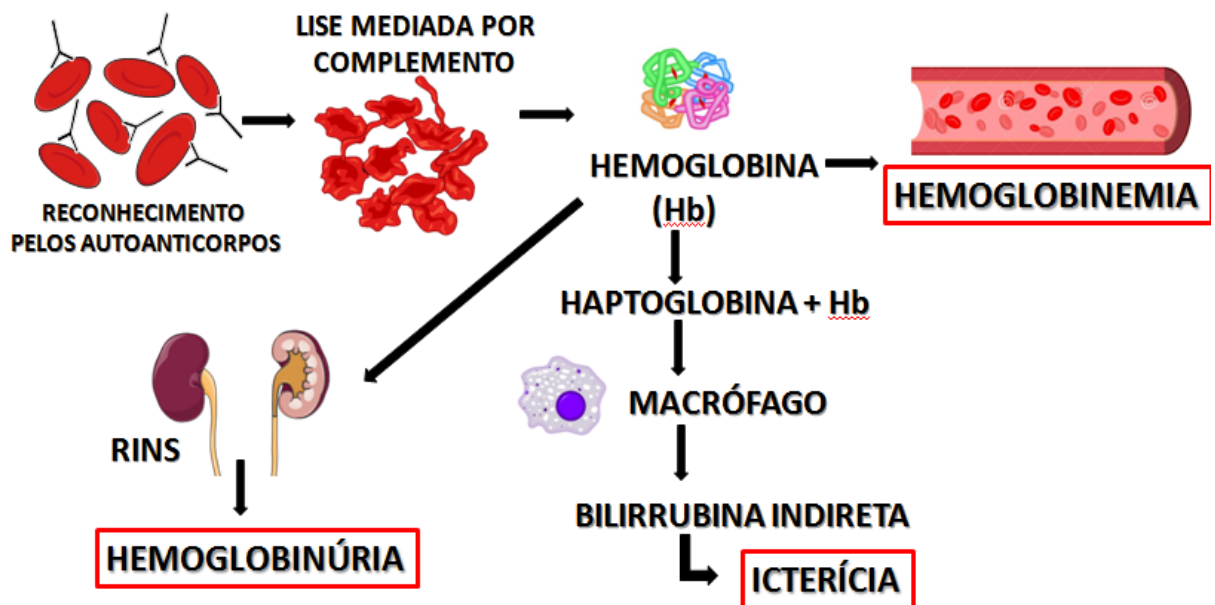 LISE MEDIADA POR
COMPLEMENTO
RECONHECIMENTO
PELOS AUTOANTICORPOS
HEMOGLOBINA
(Hb)
HEMOGLOBINEMIA
HAPTOGLOBINA + Hb
MACRÓFAGO
RINS
BILIRRUBINA INDIRETA
HEMOGLOBINÚRIA
ICTERÍCIA